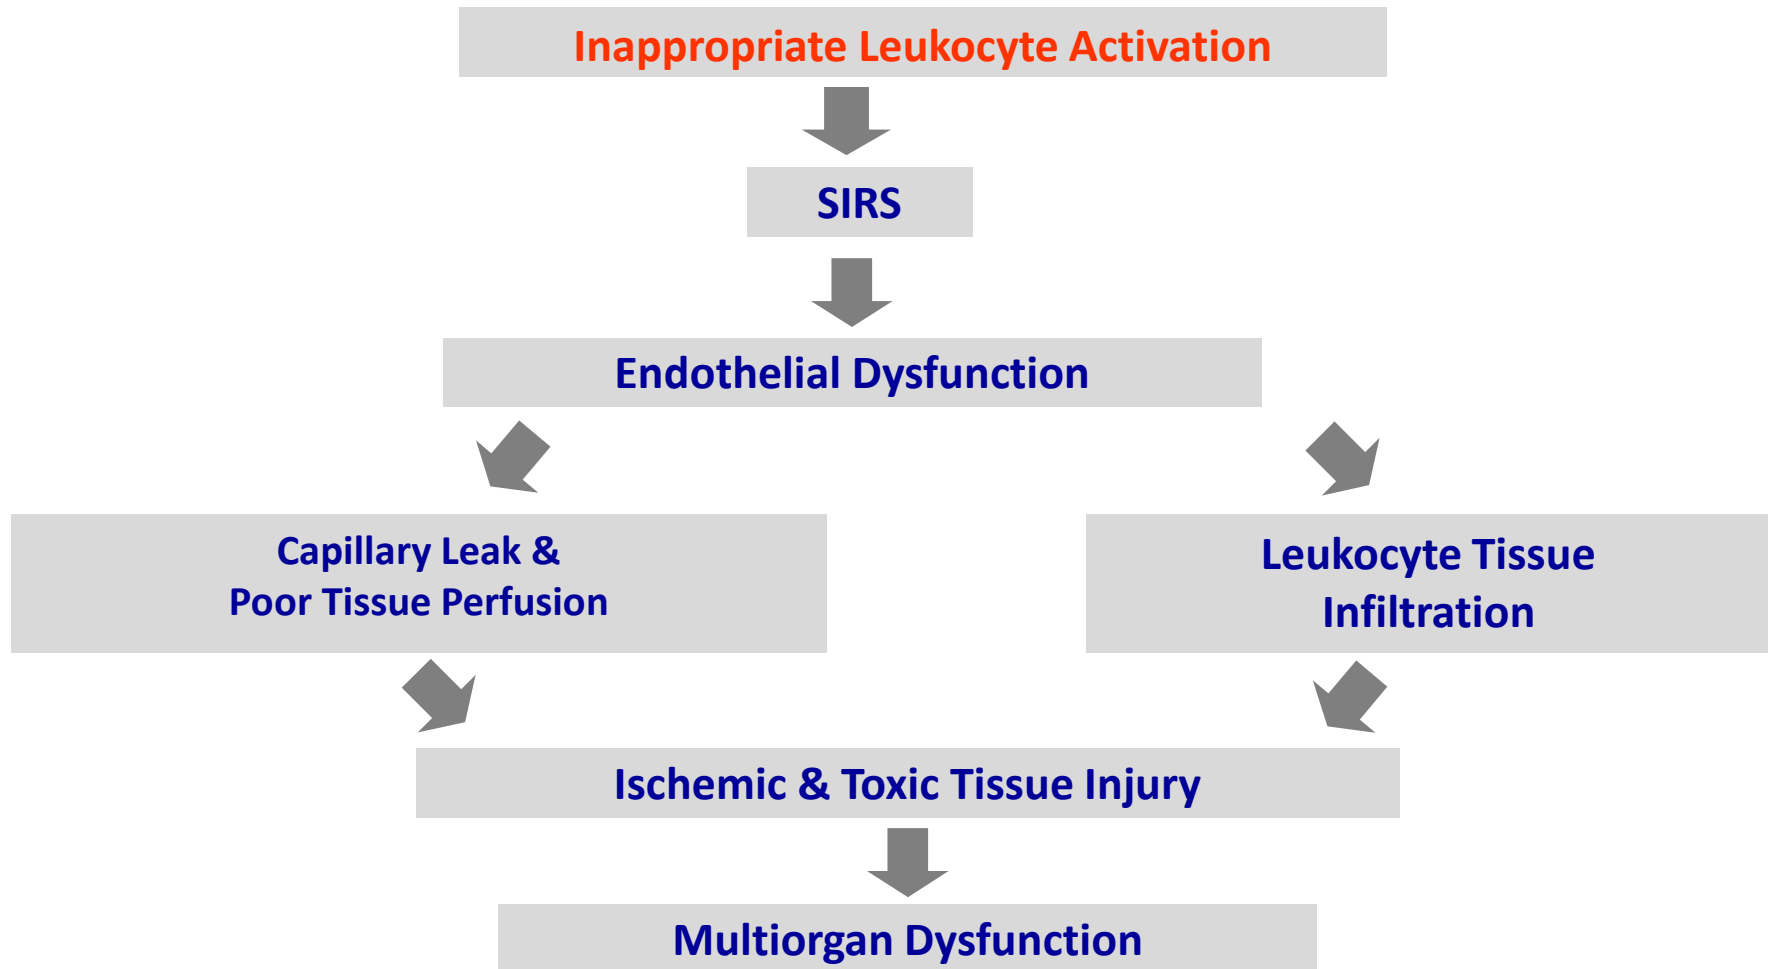 Inappropriate Leukocyte Activation
SIRS
Endothelial Dysfunction
Capillary Leak &
Poor Tissue Perfusion
Leukocyte Tissue
Infiltration
Ischemic & Toxic Tissue Injury
Multiorgan Dysfunction